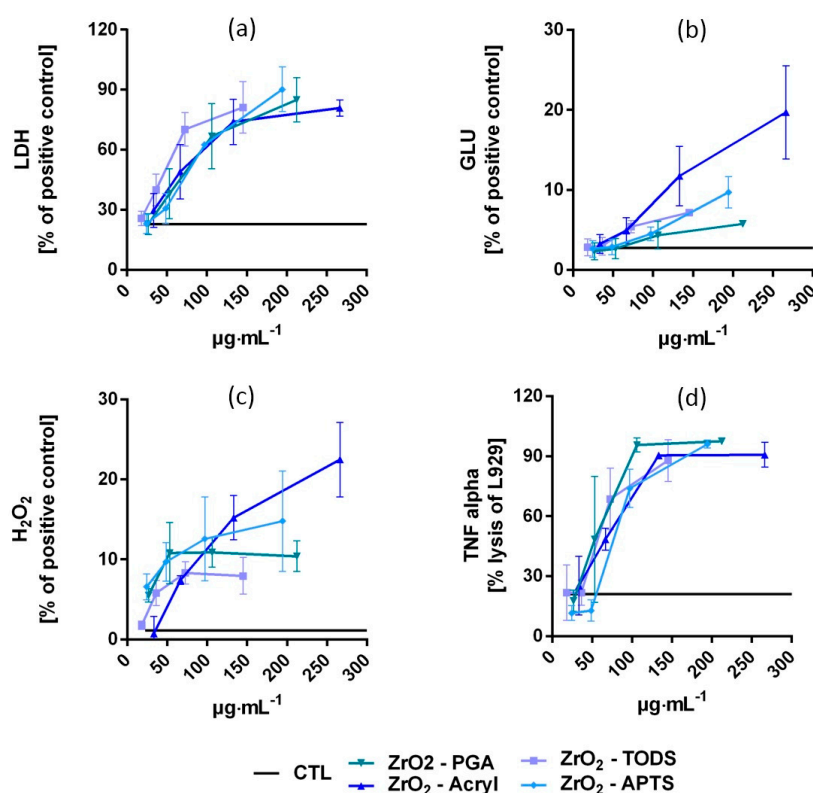 (a)
LDH
[% of positive control]
120
90
60
30
0
0 50 100 150 200 250 300
µg·mL⁻¹
(b)
GLU
[% of positive control]
30
20
10
0
0 50 100 150 200 250 300
µg·mL⁻¹
(c)
H₂O₂
[% of positive control]
30
20
10
0
0 50 100 150 200 250 300
µg·mL⁻¹
(d)
TNF alpha
[% lysis of L929]
120
90
60
30
0
0 50 100 150 200 250 300
µg·mL⁻¹
CTL
ZrO2 - PGA
ZrO₂ - Acryl
ZrO₂ - TODS
ZrO₂ - APTS